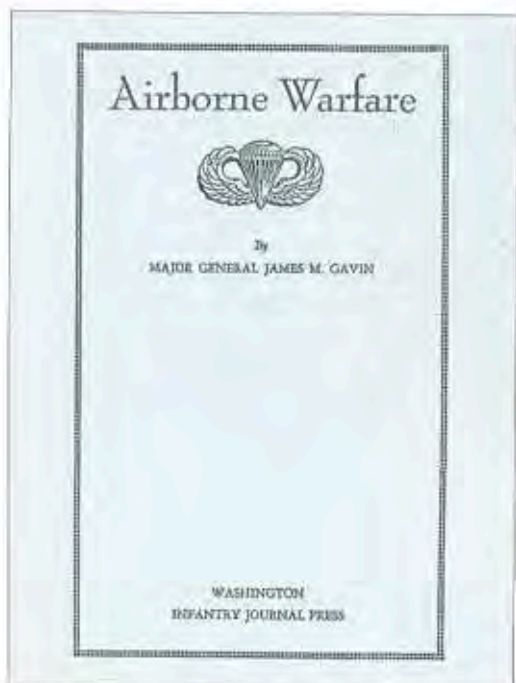 Airborne Warfare
By
MAJOR GENERAL JAMES M. GAVIN
WASHINGTON
INFANTRY JOURNAL PRESS